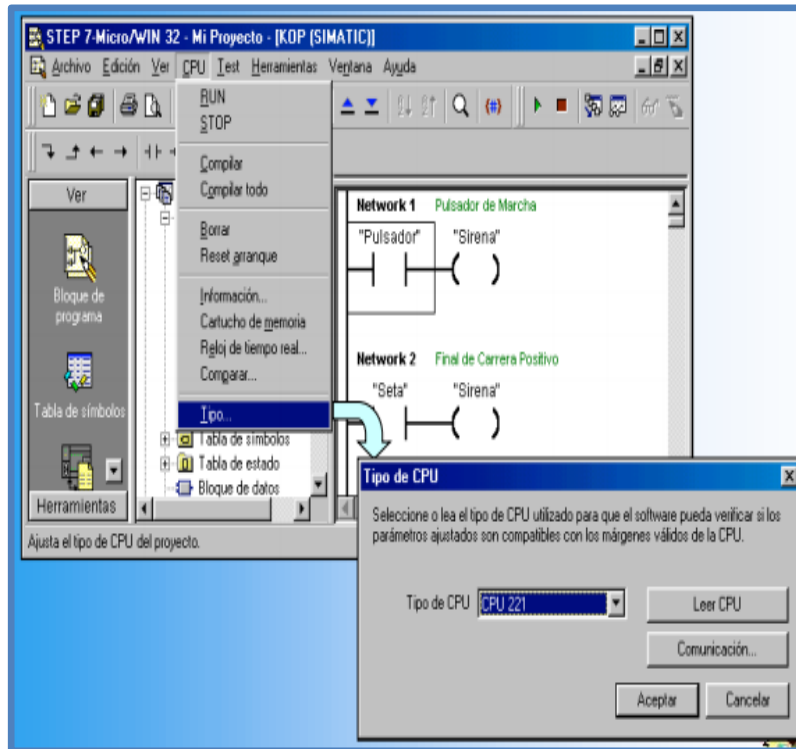 STEP 7-Micro/WIN 32 - Mi Proyecto - [KOP (SIMATIC)]
Archivo Edición Ver CPU Test Herramientas Ventana Ayuda
RUN
STOP
Compilar
Compilar todo
Borrar
Reset arranque
Información...
Cartucho de memoria
Reloj de tiempo real...
Comparar...
Tipo...
Ver
Bloque de
programa
Tabla de símbolos
Herramientas
Tabla de símbolos
Tabla de estado
Bloque de datos
Network 1 Pulsador de Marcha
"Pulsador" "Sirena"
Network 2 Final de Carrera Positivo
"Seta" "Sirena"
Ajusta el tipo de CPU del proyecto.
Tipo de CPU
Seleccione o lea el tipo de CPU utilizado para que el software pueda verificar si los
parámetros ajustados son compatibles con los márgenes válidos de la CPU.
Tipo de CPU CPU 221
Leer CPU
Comunicación...
Aceptar Cancelar